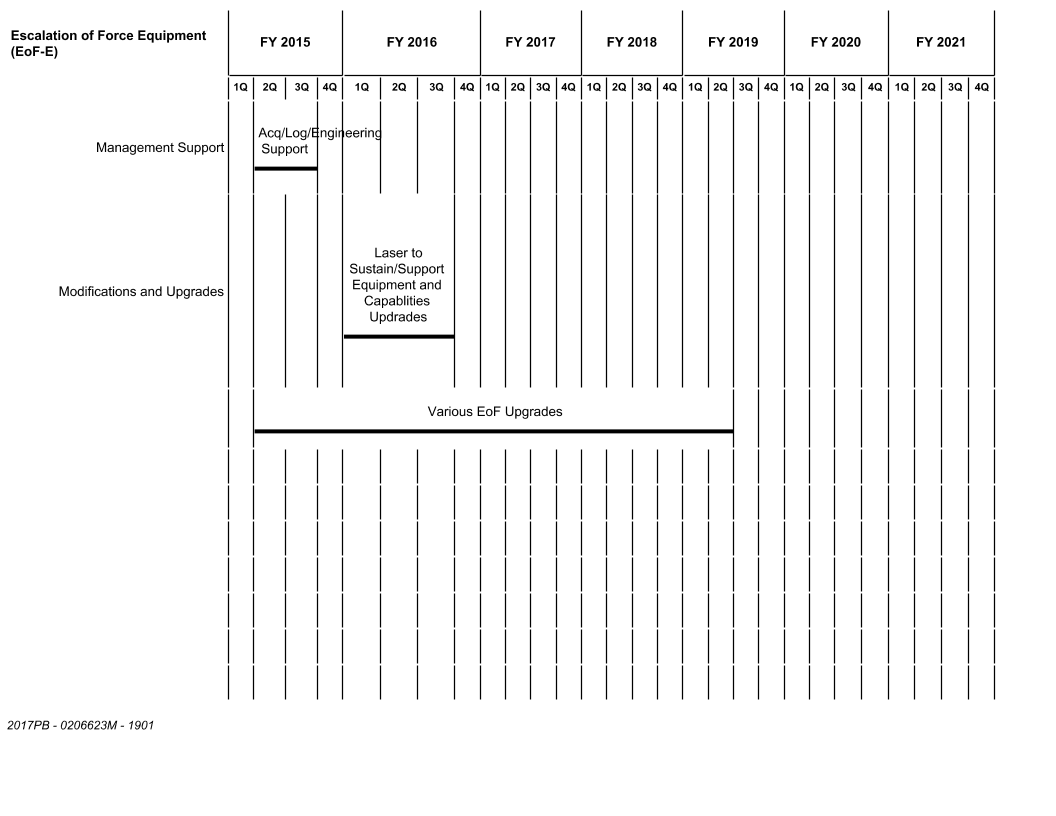 Escalation of Force Equipment
(EoF-E)
FY 2015 FY 2016 FY 2017 FY 2018 FY 2019 FY 2020 FY 2021
1Q 2Q 3Q 4Q 1Q 2Q 3Q 4Q 1Q 2Q 3Q 4Q 1Q 2Q 3Q 4Q 1Q 2Q 3Q 4Q 1Q 2Q 3Q 4Q 1Q 2Q 3Q 4Q
Management Support
Acq/Log/Engineering
Support
Modifications and Upgrades
Laser to
Sustain/Support
Equipment and
Capablities
Updrades
Various EoF Upgrades
2017PB - 0206623M - 1901